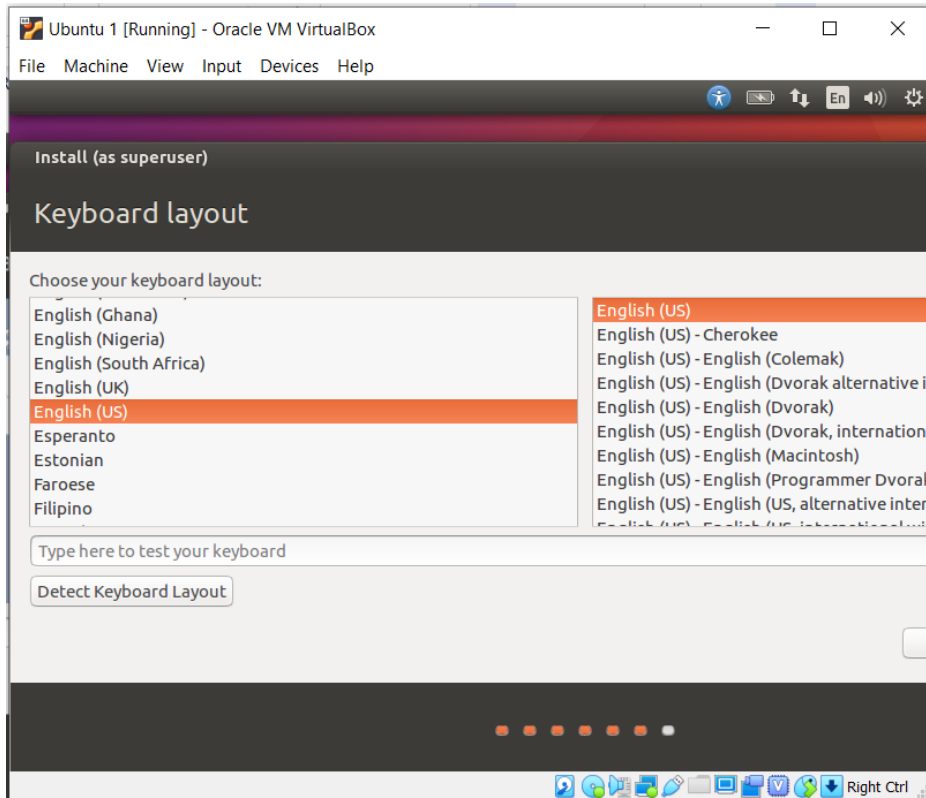 Ubuntu 1 [Running] - Oracle VM VirtualBox
File Machine View Input Devices Help
En
Install (as superuser)
Keyboard layout
Choose your keyboard layout:
English (Ghana)
English (Nigeria)
English (South Africa)
English (UK)
English (US)
Esperanto
Estonian
Faroese
Filipino
English (US)
English (US) - Cherokee
English (US) - English (Colemak)
English (US) - English (Dvorak alternative i
English (US) - English (Dvorak)
English (US) - English (Dvorak, internation
English (US) - English (Macintosh)
English (US) - English (Programmer Dvorak
English (US) - English (US, alternative inter
Type here to test your keyboard
Detect Keyboard Layout
Right Ctrl